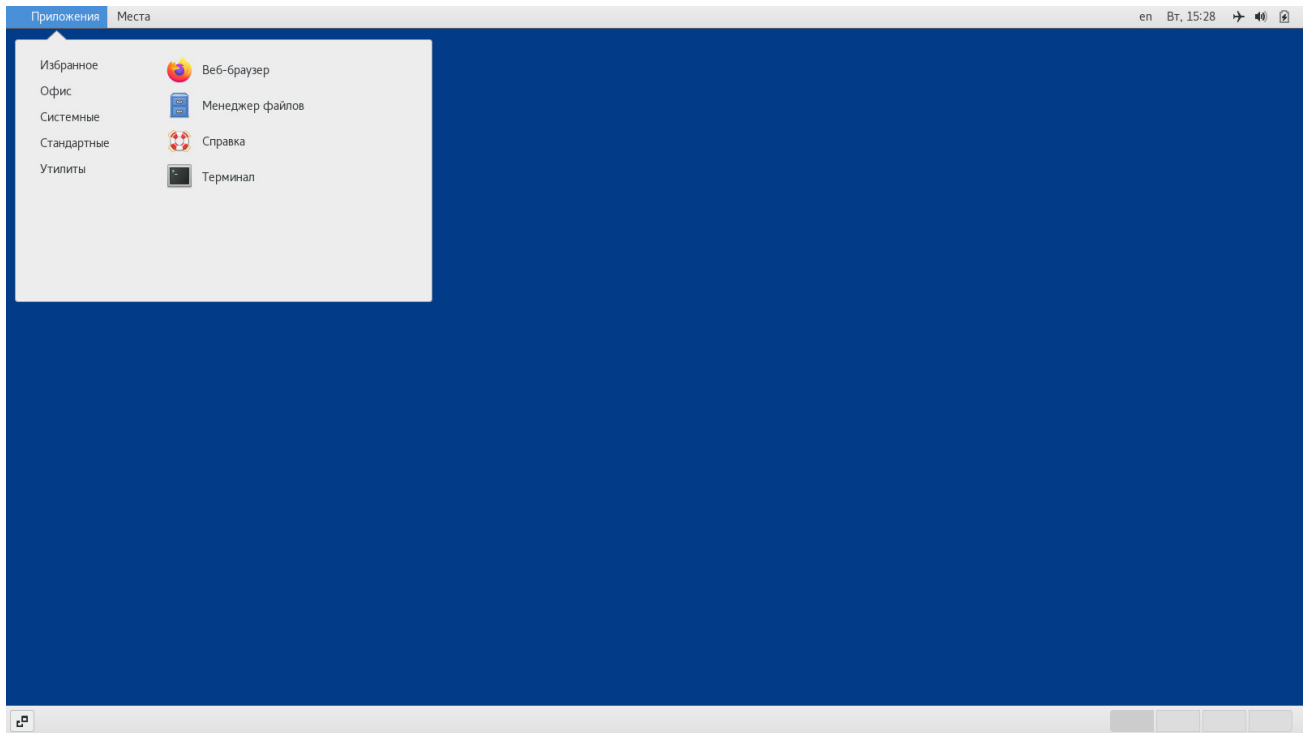 Приложения Места en Вт, 15:28
Избранное
Офис
Системные
Стандартные
Утилиты
Веб-браузер
Менеджер файлов
Справка
Терминал